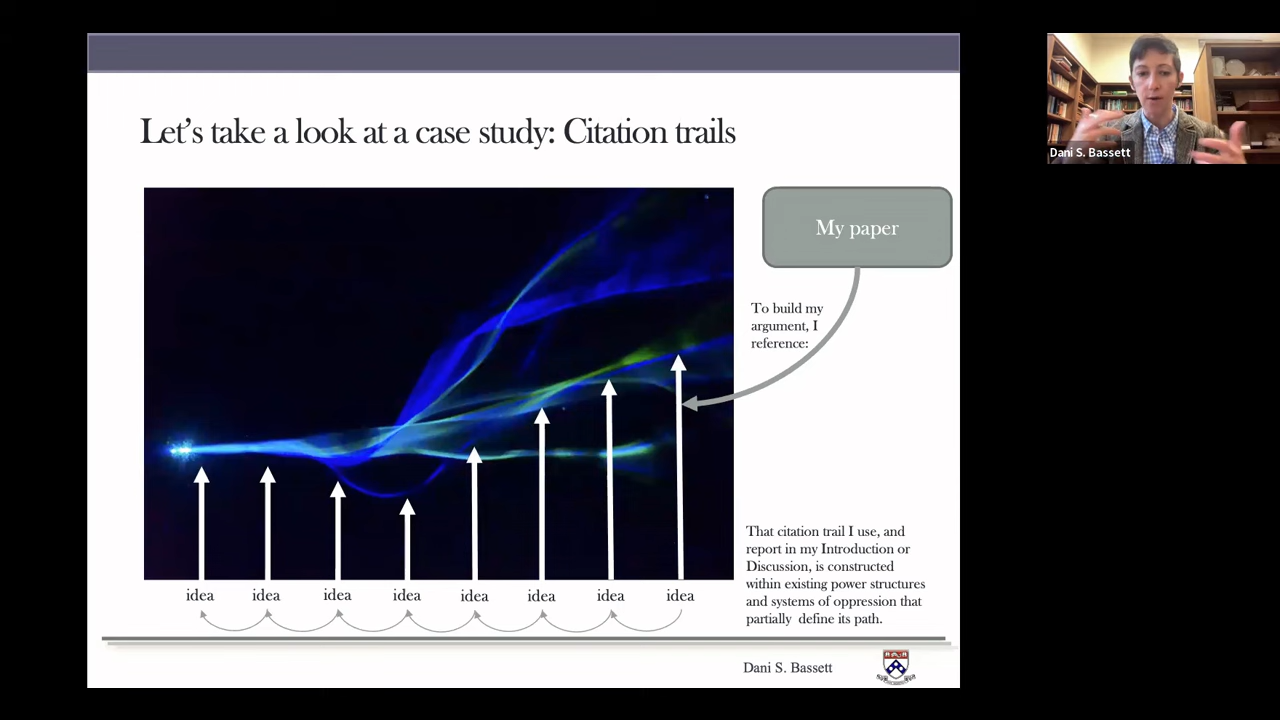 Let's take a look at a case study: Citation trails
My paper
To build my
argument, I
reference:
That citation trail I use, and
report in my Introduction or
Discussion, is constructed
within existing power structures
and systems of oppression that
partially define its path.
idea idea idea idea idea idea idea idea
Dani S. Bassett
Dani S. Bassett